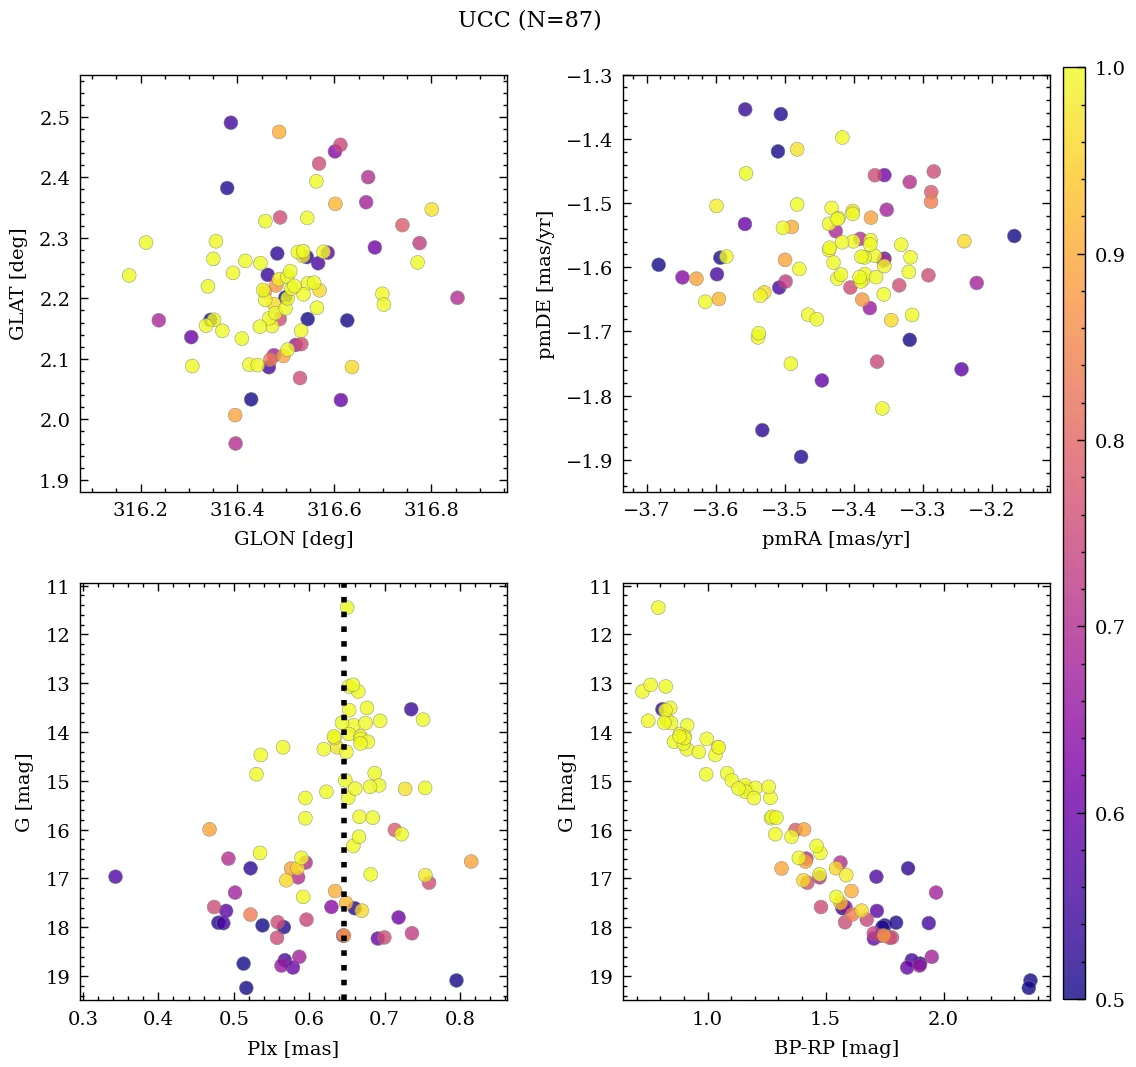 UCC (N=87)
2.5
2.4
2.3
2.2
2.1
2.0
1.9
GLAT [deg]
316.2 316.4 316.6 316.8
GLON [deg]
−1.3
−1.4
−1.5
−1.6
−1.7
−1.8
−1.9
pmDE [mas/yr]
−3.7 −3.6 −3.5 −3.4 −3.3 −3.2
pmRA [mas/yr]
11
12
13
14
15
16
17
18
19
G [mag]
0.3 0.4 0.5 0.6 0.7 0.8
Plx [mas]
11
12
13
14
15
16
17
18
19
G [mag]
1.0 1.5 2.0
BP-RP [mag]
1.0
0.9
0.8
0.7
0.6
0.5